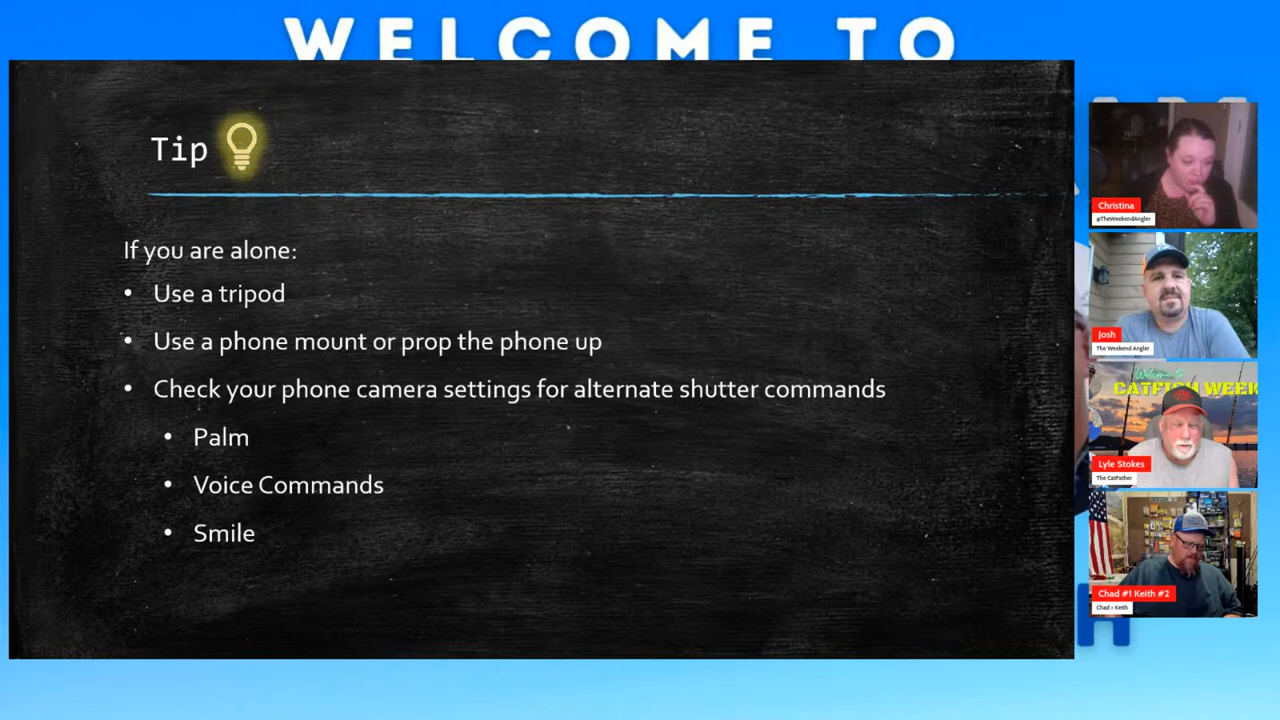 WELCOME TO
Tip
If you are alone:
• Use a tripod
• Use a phone mount or prop the phone up
• Check your phone camera settings for alternate shutter commands
• Palm
• Voice Commands
• Smile
Christina
@TheWeekendAngler
Josh
The Weekend Angler
CATFISH WEEK
Lyle Stokes
The CatFather
Chad #1 Keith #2
Chad > Keith